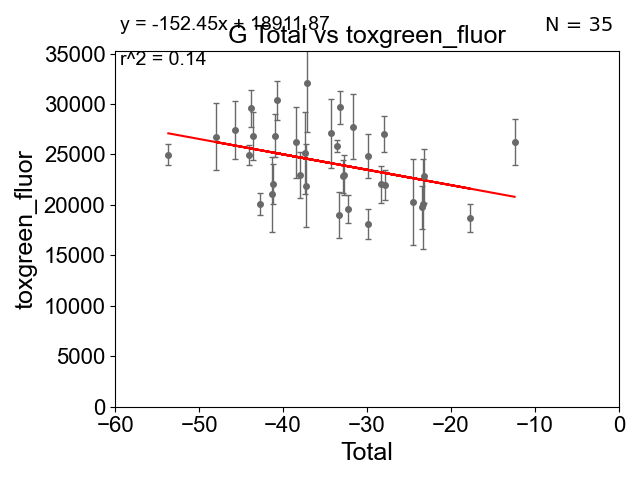 y = -152.45x + 18911.87
G Total vs toxgreen_fluor
N = 35
r^2 = 0.14
35000
30000
25000
20000
15000
10000
5000
0
toxgreen_fluor
−60 −50 −40 −30 −20 −10 0
Total